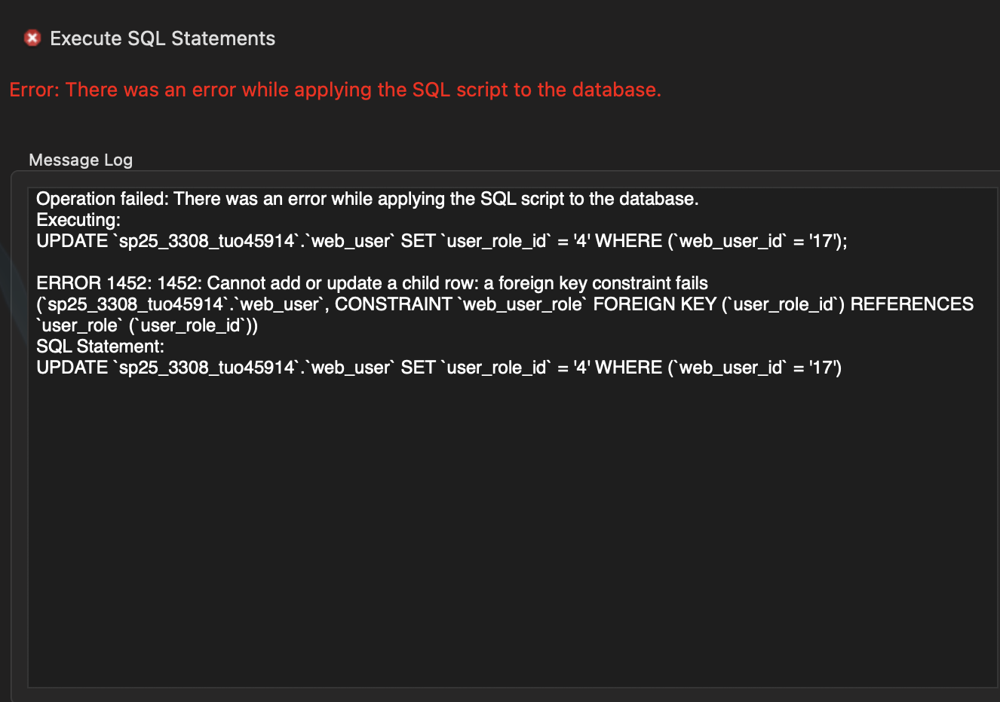 Execute SQL Statements
Error: There was an error while applying the SQL script to the database.
Message Log
Operation failed: There was an error while applying the SQL script to the database.
Executing:
UPDATE `sp25_3308_tuo45914`.`web_user` SET `user_role_id` = '4' WHERE (`web_user_id` = '17');
ERROR 1452: 1452: Cannot add or update a child row: a foreign key constraint fails
(`sp25_3308_tuo45914`.`web_user`, CONSTRAINT `web_user_role` FOREIGN KEY (`user_role_id`) REFERENCES
`user_role` (`user_role_id`))
SQL Statement:
UPDATE `sp25_3308_tuo45914`.`web_user` SET `user_role_id` = '4' WHERE (`web_user_id` = '17')